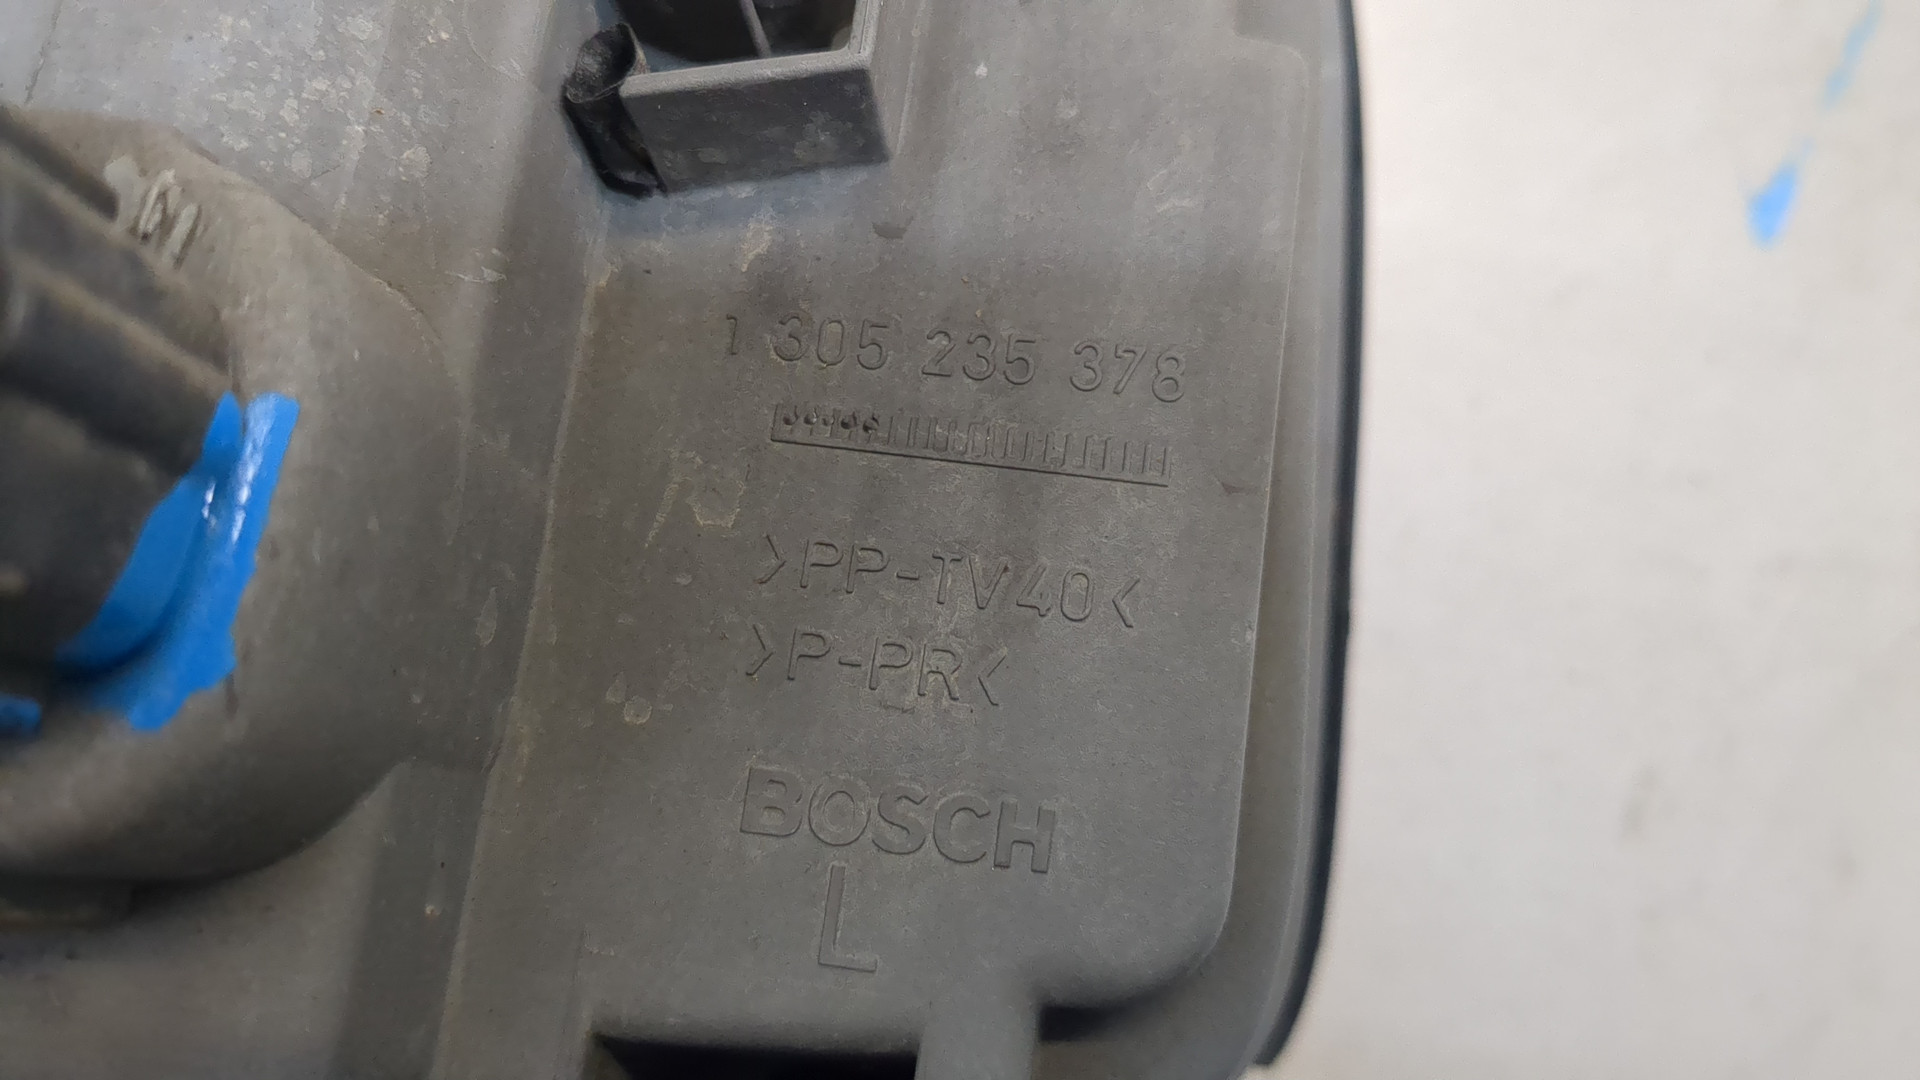 1 305 235 378
>PP-TV40<
>P-PR<
BOSCH
L